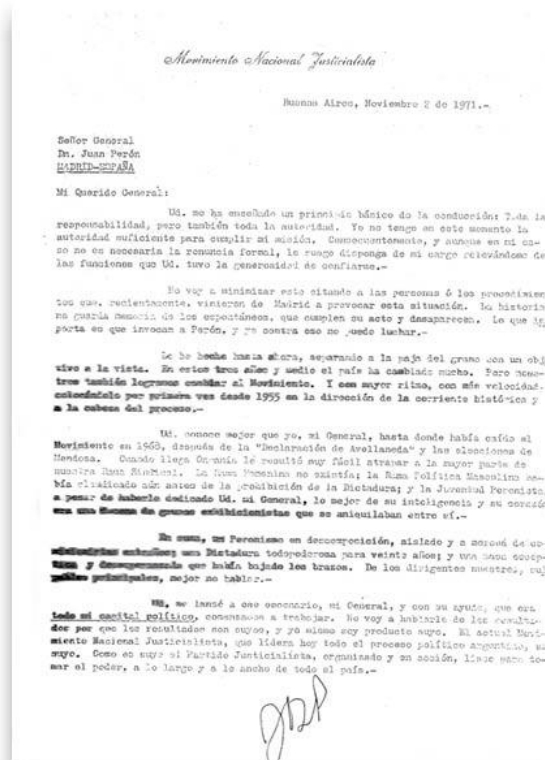 Movimiento Nacional Justicialista
Buenos Aires, Noviembre 2 de 1971.-
Señor General
Dn. Juan Perón
MADRID-ESPAÑA
Mi Querido General:
Ud. me ha enseñado un principio básico de la conducción: Toda la
responsabilidad, pero también toda la autoridad. Yo no tengo en este momento la
autoridad suficiente para cumplir mi misión. Consecuentemente, y aunque en mi ca-
so no es necesaria la renuncia formal, le ruego disponga de mi cargo relevándome de
las funciones que Ud. tuvo la generosidad de confiarme.-
No voy a minimizar esto citando a las personas ó los procedimien
tos que, recientemente, vinieron de Madrid a provocar esta situación. La historia
no guarda memoria de los espontáneos, que cumplen su acto y desaparecen. Lo que im
porta es que invocan a Perón, y yo contra eso no puedo luchar.-
Lo he hecho hasta ahora, separando a la paja del grano con un obj
tivo a la vista. En estos tres años y medio el país ha cambiado mucho. Pero noso-
tros también logramos cambiar al Movimiento. Y con mayor ritmo, con más velocidad.
colocándolo por primera vez desde 1955 en la dirección de la corriente histórica y
a la cabeza del proceso.-
Ud. conoce mejor que yo, mi General, hasta donde había caído el
Movimiento en 1968, después de la "Declaración de Avellaneda" y las elecciones de
Mendoza. Cuando llega Onganía le resultó muy fácil atrapar a la mayor parte de
nuestra Rama Sindical. La Rama Femenina no existía; la Rama Política Masculina ha-
bía claudicado aún antes de la prohibición de la Dictadura; y la Juventud Peronista,
a pesar de haberle dedicado Ud. mi General, lo mejor de su inteligencia y su corazón
era una de grupos exhibicionistas que se aniquilaban entre sí.-
En suma, un Peronismo en descomposición, aislado y a merced de
una Dictadura todopoderosa para veinte años; y una masa escép-
tica y desesperanzada que había bajado los brazos. De los dirigentes nuestros,
principales, mejor no hablar.-
Ud. me lanzó a ese escenario, mi General, y con su ayuda, que era
todo mi capital político, comenzamos a trabajar. No voy a hablarle de los resulta-
dos por que los resultados son suyos, y yo mismo soy producto suyo. El actual Movi-
miento Nacional Justicialista, que lidera hoy todo el proceso político argentino, es
suyo. Como es suyo el Partido Justicialista, organizado y en acción, listo para to-
mar el poder, a lo largo y a lo ancho de todo el país.-